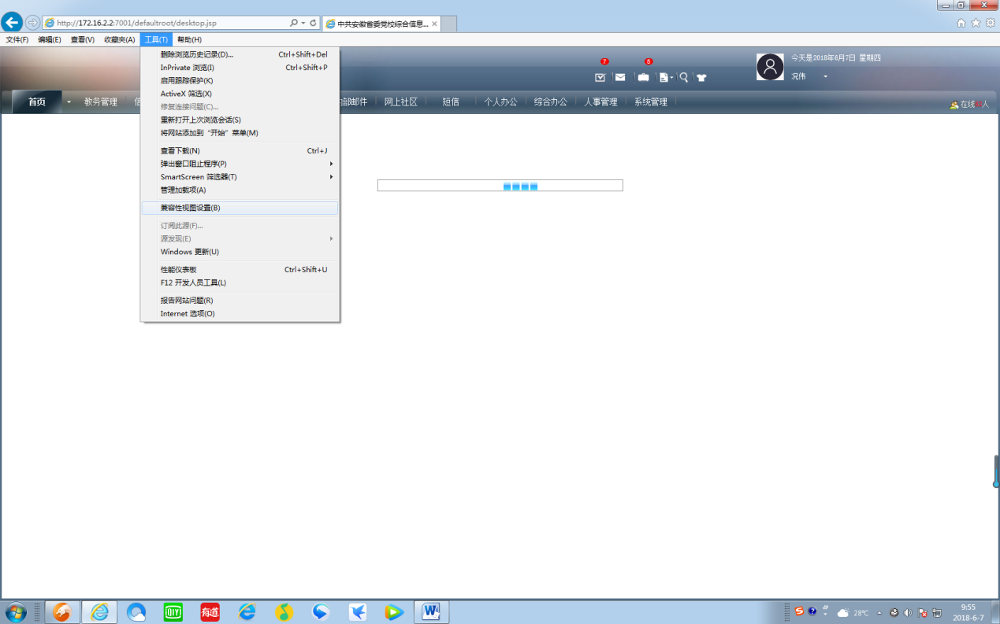 http://172.16.2.2:7001/defaultroot/desktop.jsp
中共安徽省委党校综合信息...
文件(F) 编辑(E) 查看(V) 收藏夹(A) 工具(T) 帮助(H)
删除浏览历史记录(D)... Ctrl+Shift+Del
InPrivate 浏览(I) Ctrl+Shift+P
启用跟踪保护(K)
ActiveX 筛选(X)
修复连接问题(C)...
重新打开上次浏览会话(S)
将网站添加到“开始”菜单(M)
查看下载(N) Ctrl+J
弹出窗口阻止程序(P)
SmartScreen 筛选器(T)
管理加载项(A)
兼容性视图设置(B)
订阅此源(F)...
源发现(E)
Windows 更新(U)
性能仪表板 Ctrl+Shift+U
F12 开发人员工具(L)
报告网站问题(R)
Internet 选项(O)
7 6
今天是2018年6月7日 星期四
况伟
首页 教务管理 信 邮件 网上社区 短信 个人办公 综合办公 人事管理 系统管理
在线 人
QIY
有道
W
28℃
9:55
2018-6-7